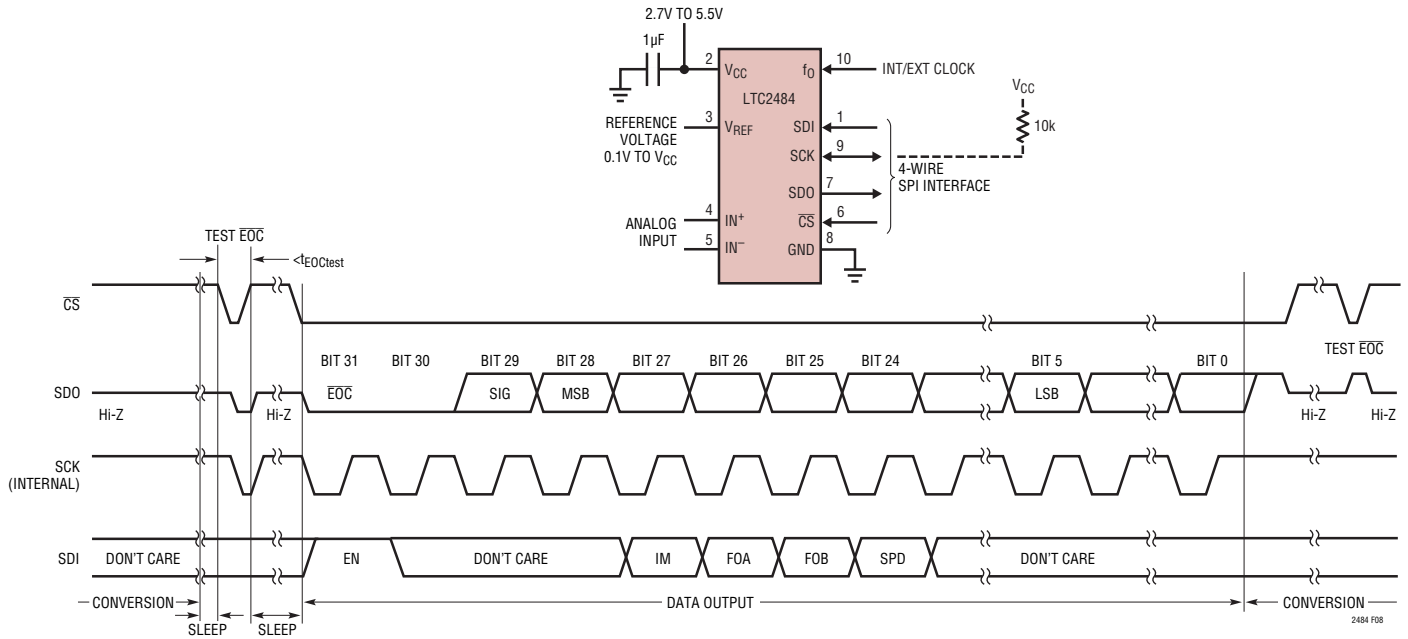 2.7V TO 5.5V
1µF
2
VCC
fO
10
INT/EXT CLOCK
LTC2484
VCC
10k
REFERENCE
VOLTAGE
0.1V TO VCC
3
VREF
SDI
1
SCK
9
4-WIRE
SPI INTERFACE
SDO
7
ANALOG
INPUT
4
IN+
CS
6
5
IN–
GND
8
TEST EOC
<tEOCtest
CS
BIT 31
BIT 30
BIT 29
BIT 28
BIT 27
BIT 26
BIT 25
BIT 24
BIT 5
BIT 0
TEST EOC
SDO
EOC
SIG
MSB
LSB
Hi-Z
Hi-Z
Hi-Z
Hi-Z
SCK
(INTERNAL)
SDI
DON'T CARE
EN
DON'T CARE
IM
FOA
FOB
SPD
DON'T CARE
CONVERSION
DATA OUTPUT
CONVERSION
SLEEP
SLEEP
2484 F08